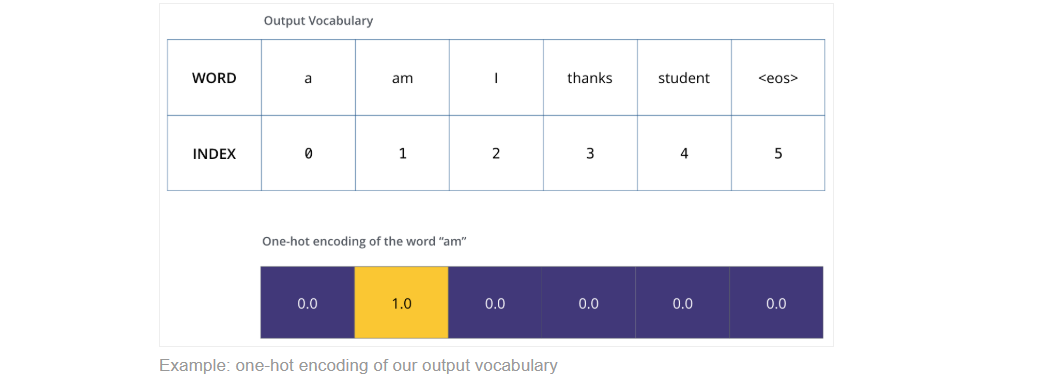 Output Vocabulary
WORD a am I thanks student <eos>
INDEX 0 1 2 3 4 5
One-hot encoding of the word “am”
0.0 1.0 0.0 0.0 0.0 0.0
Example: one-hot encoding of our output vocabulary